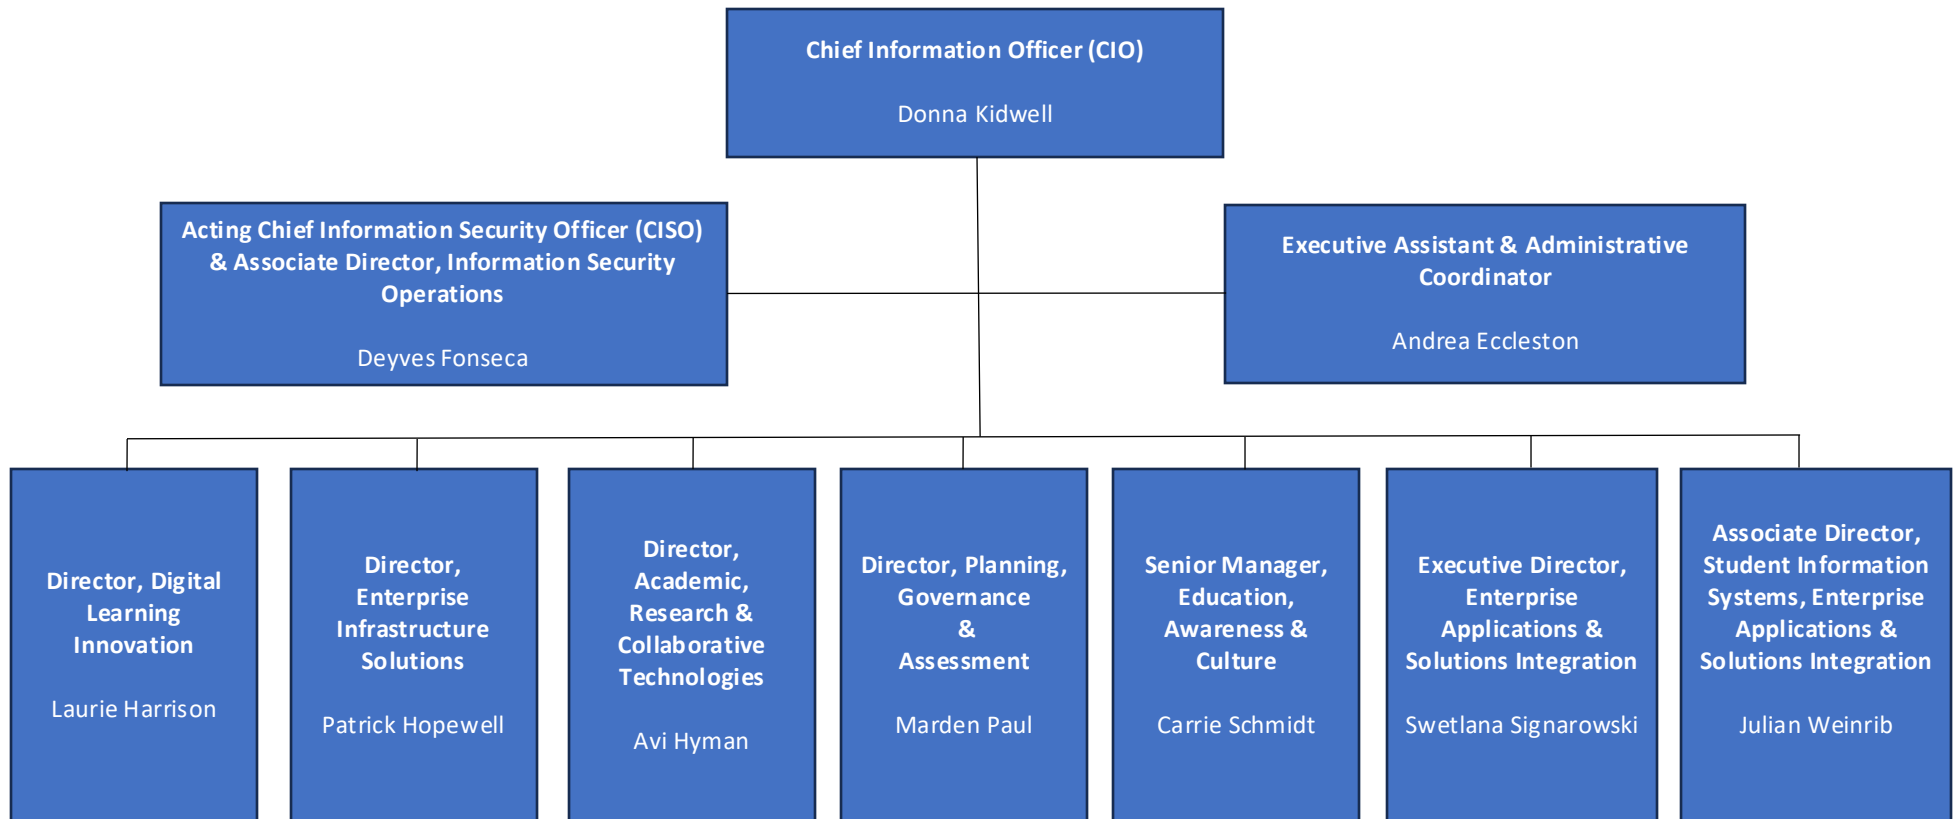 Chief Information Officer (CIO)
Donna Kidwell
Acting Chief Information Security Officer (CISO)
& Associate Director, Information Security
Operations
Deyves Fonseca
Executive Assistant & Administrative
Coordinator
Andrea Eccleston
Director, Digital
Learning
Innovation
Laurie Harrison
Director,
Enterprise
Infrastructure
Solutions
Patrick Hopewell
Director,
Academic,
Research &
Collaborative
Technologies
Avi Hyman
Director, Planning,
Governance
&
Assessment
Marden Paul
Senior Manager,
Education,
Awareness &
Culture
Carrie Schmidt
Executive Director,
Enterprise
Applications &
Solutions Integration
Swetlana Signarowski
Associate Director,
Student Information
Systems, Enterprise
Applications &
Solutions Integration
Julian Weinrib